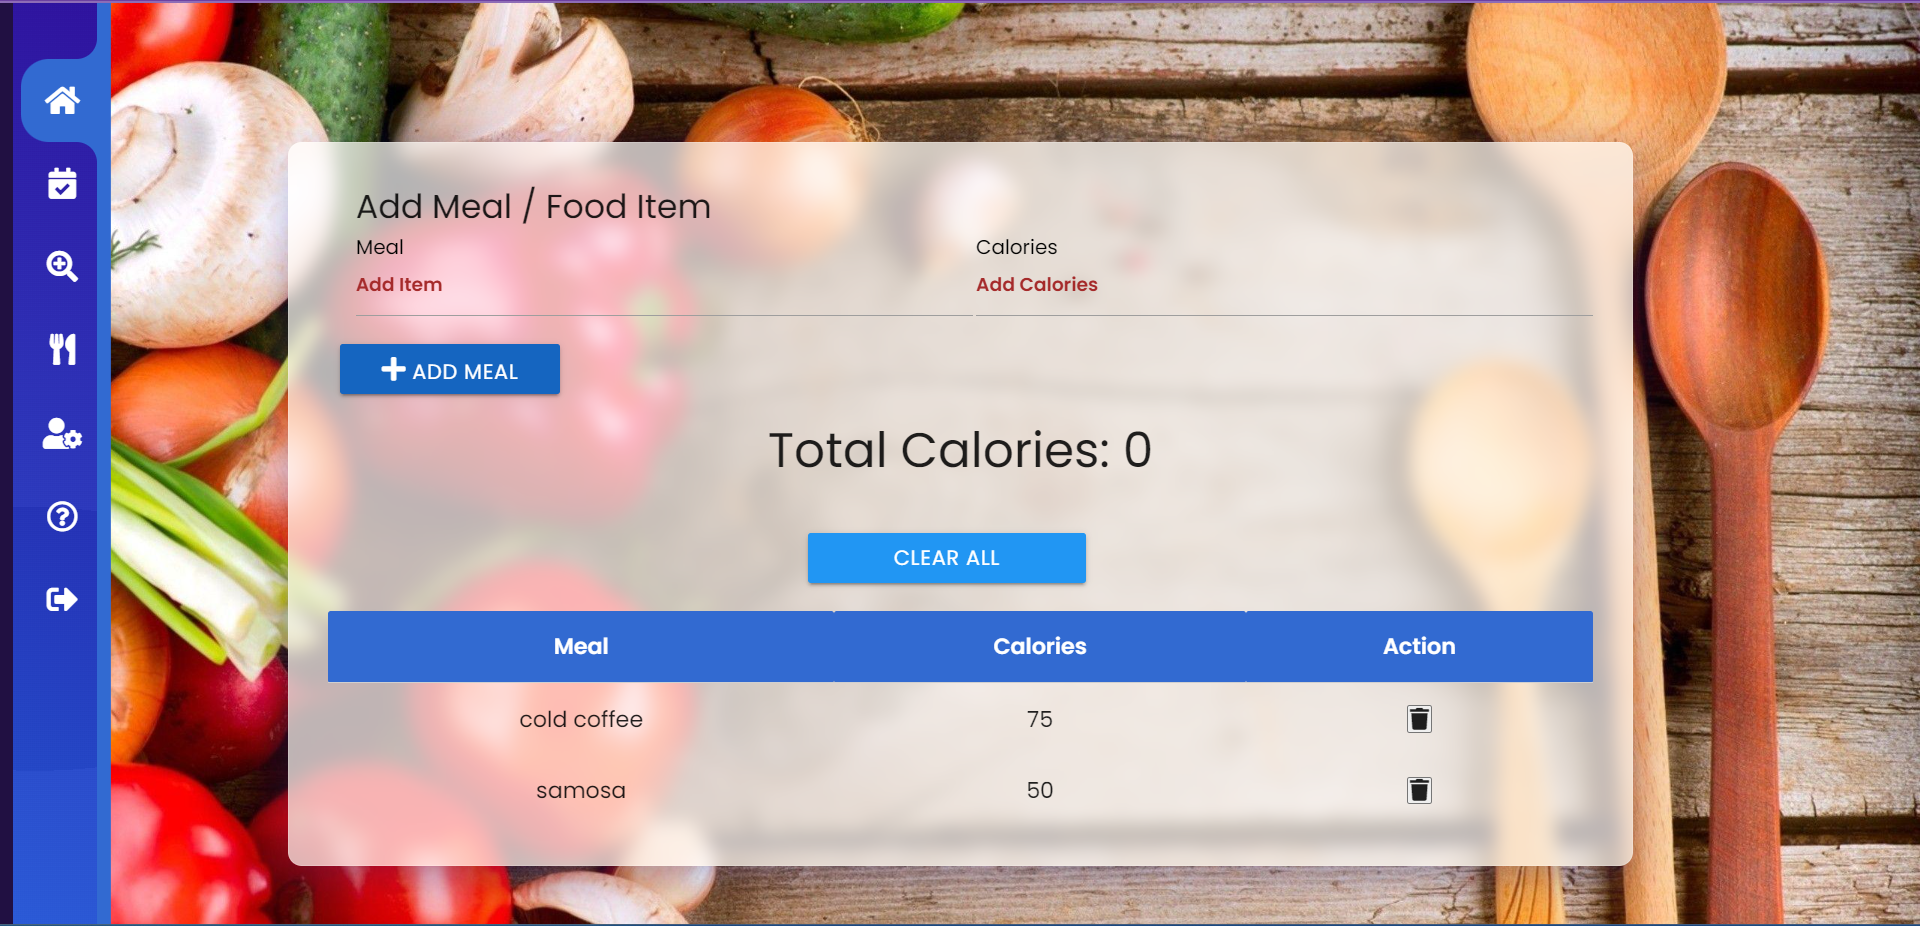 Add Meal / Food Item
Meal Calories
Add Item Add Calories
ADD MEAL
Total Calories: 0
CLEAR ALL
Meal Calories Action
cold coffee 75
samosa 50